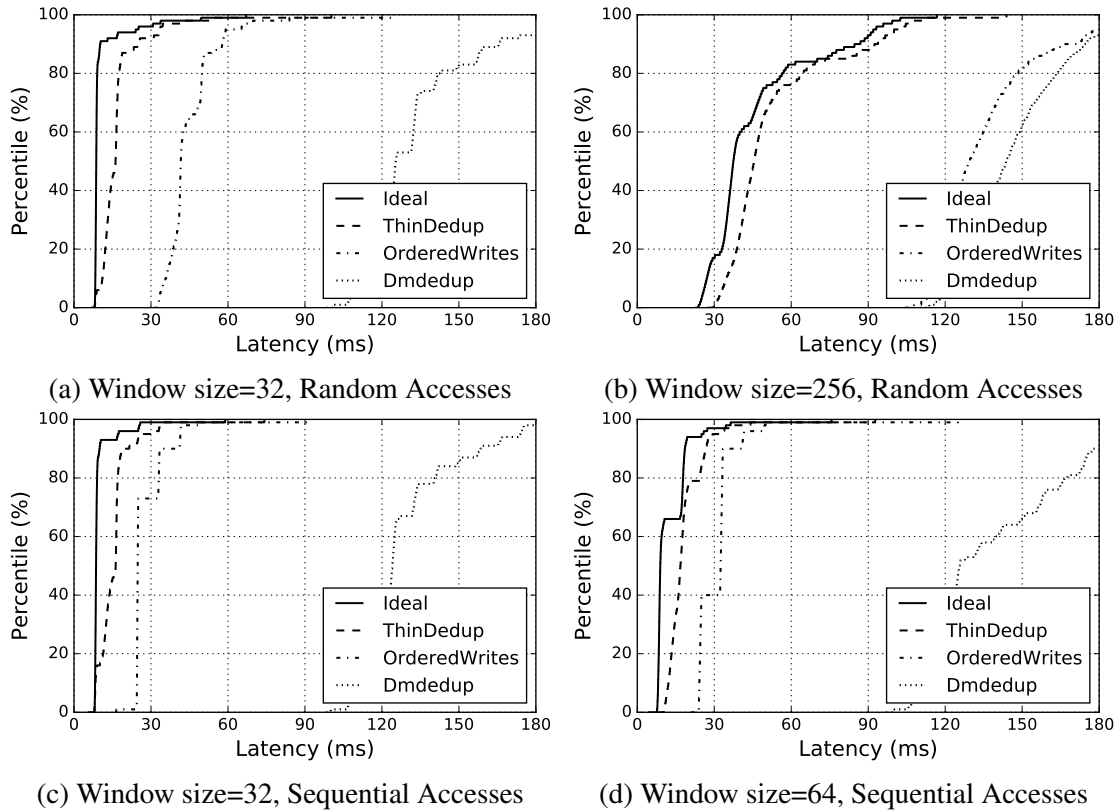 100
80
60
40
20
0
Percentile (%)
Ideal
ThinDedup
OrderedWrites
Dmdedup
0 30 60 90 120 150 180
Latency (ms)
(a) Window size=32, Random Accesses
100
80
60
40
20
0
Percentile (%)
Ideal
ThinDedup
OrderedWrites
Dmdedup
0 30 60 90 120 150 180
Latency (ms)
(b) Window size=256, Random Accesses
100
80
60
40
20
0
Percentile (%)
Ideal
ThinDedup
OrderedWrites
Dmdedup
0 30 60 90 120 150 180
Latency (ms)
(c) Window size=32, Sequential Accesses
100
80
60
40
20
0
Percentile (%)
Ideal
ThinDedup
OrderedWrites
Dmdedup
0 30 60 90 120 150 180
Latency (ms)
(d) Window size=64, Sequential Accesses